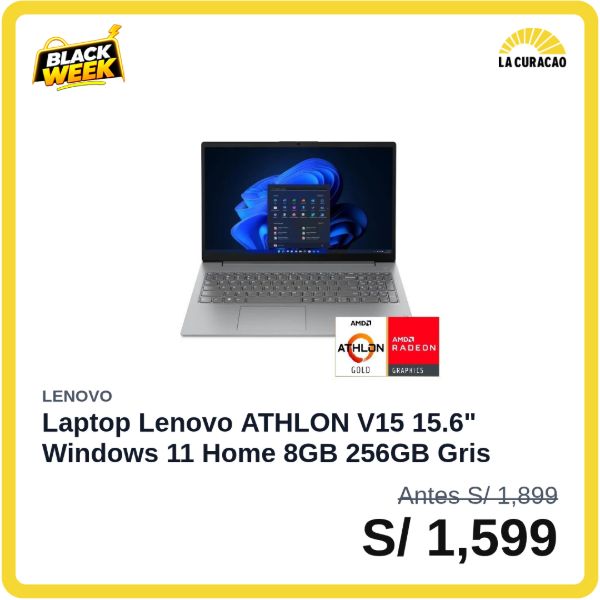 BLACK
WEEK
LA CURACAO
AMD
ATHLON
GOLD
AMD
RADEON
GRAPHICS
LENOVO
Laptop Lenovo ATHLON V15 15.6"
Windows 11 Home 8GB 256GB Gris
Antes S/ 1,899
S/ 1,599